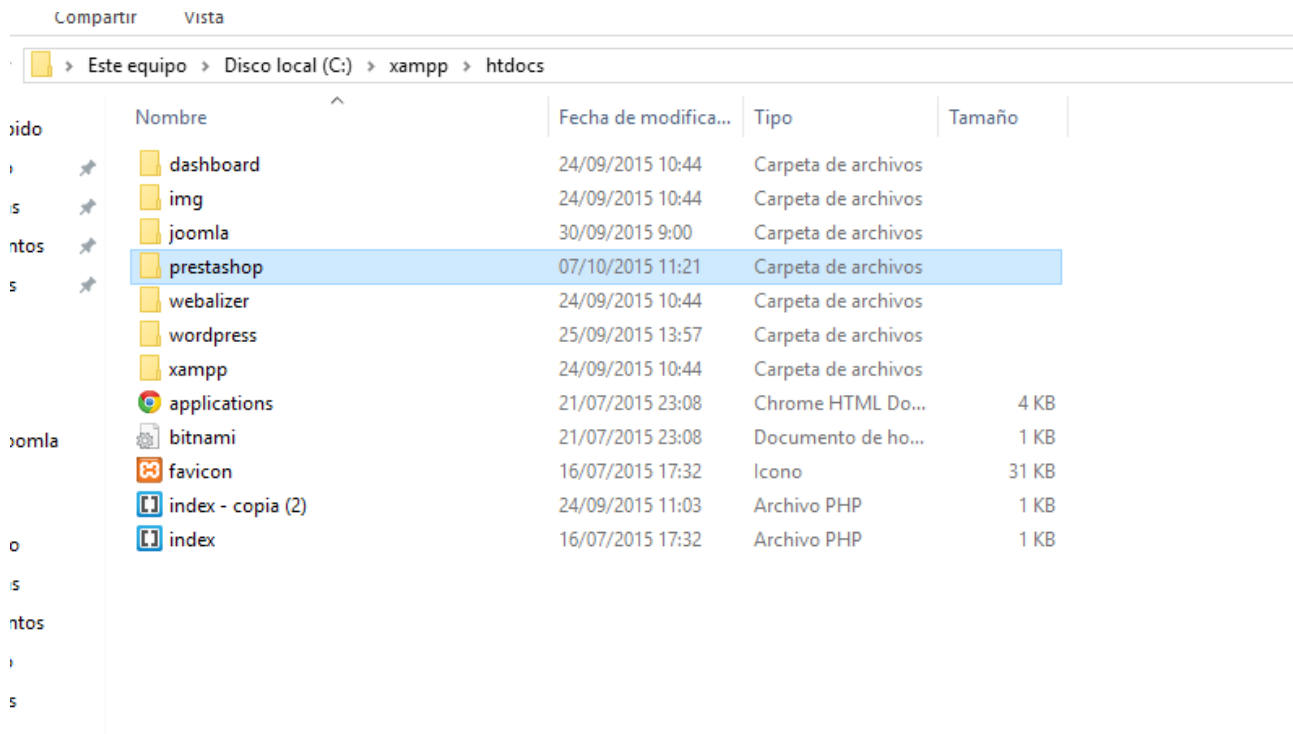 Compartir Vista
Este equipo > Disco local (C:) > xampp > htdocs
Nombre Fecha de modifica... Tipo Tamaño
dashboard 24/09/2015 10:44 Carpeta de archivos
img 24/09/2015 10:44 Carpeta de archivos
joomla 30/09/2015 9:00 Carpeta de archivos
prestashop 07/10/2015 11:21 Carpeta de archivos
webalizer 24/09/2015 10:44 Carpeta de archivos
wordpress 25/09/2015 13:57 Carpeta de archivos
xampp 24/09/2015 10:44 Carpeta de archivos
applications 21/07/2015 23:08 Chrome HTML Do... 4 KB
bitnami 21/07/2015 23:08 Documento de ho... 1 KB
favicon 16/07/2015 17:32 Icono 31 KB
index - copia (2) 24/09/2015 11:03 Archivo PHP 1 KB
index 16/07/2015 17:32 Archivo PHP 1 KB